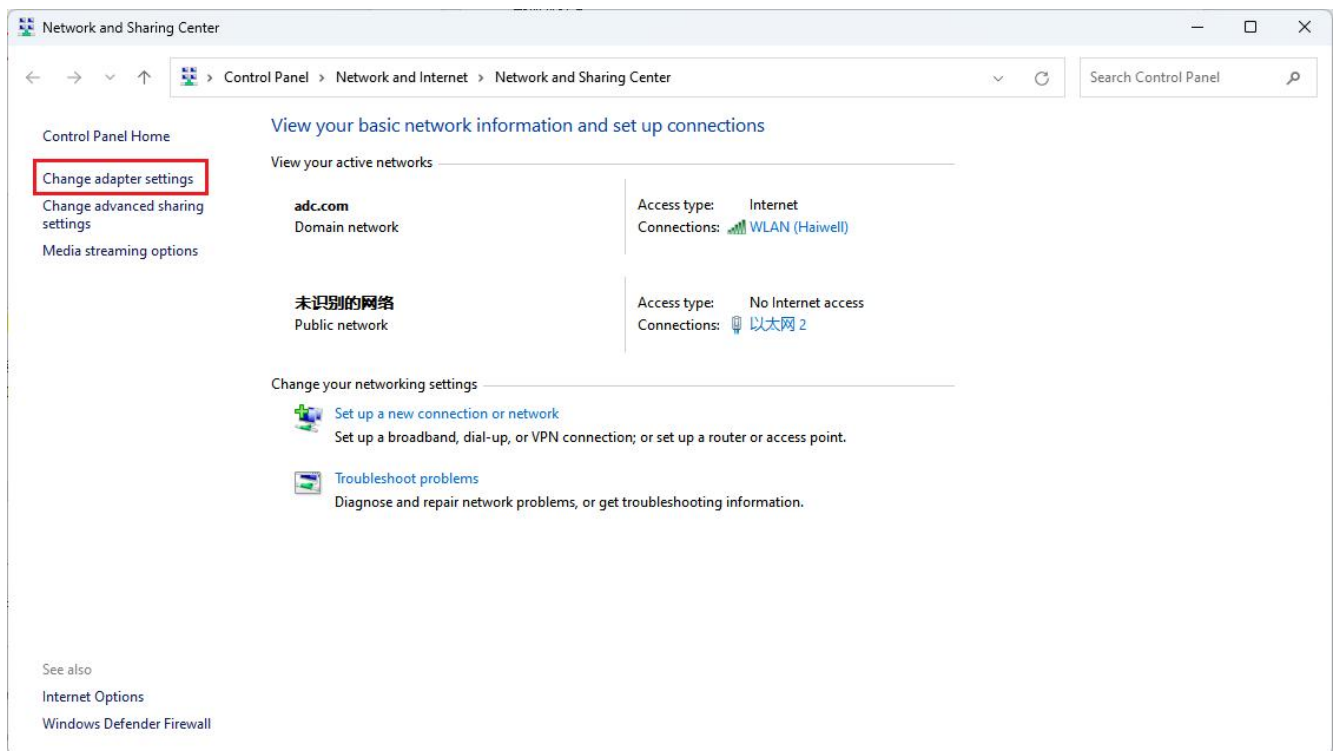 Network and Sharing Center
Control Panel > Network and Internet > Network and Sharing Center
Search Control Panel
Control Panel Home
Change adapter settings
Change advanced sharing
settings
Media streaming options
View your basic network information and set up connections
View your active networks
adc.com
Domain network
Access type: Internet
Connections: WLAN (Haiwell)
未识别的网络
Public network
Access type: No Internet access
Connections: 以太网 2
Change your networking settings
Set up a new connection or network
Set up a broadband, dial-up, or VPN connection; or set up a router or access point.
Troubleshoot problems
Diagnose and repair network problems, or get troubleshooting information.
See also
Internet Options
Windows Defender Firewall